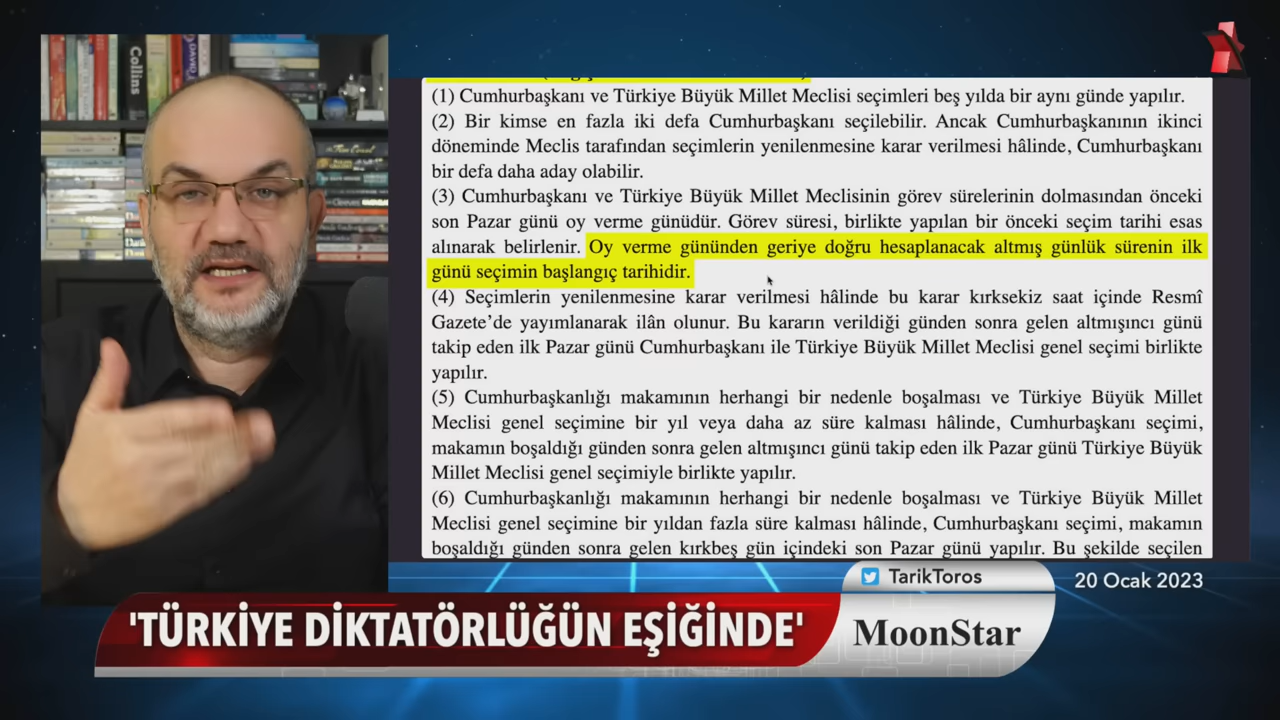 Collins
(1) Cumhurbaşkanı ve Türkiye Büyük Millet Meclisi seçimleri beş yılda bir aynı günde yapılır.
(2) Bir kimse en fazla iki defa Cumhurbaşkanı seçilebilir. Ancak Cumhurbaşkanının ikinci
döneminde Meclis tarafından seçimlerin yenilenmesine karar verilmesi hâlinde, Cumhurbaşkanı
bir defa daha aday olabilir.
(3) Cumhurbaşkanı ve Türkiye Büyük Millet Meclisinin görev sürelerinin dolmasından önceki
son Pazar günü oy verme günüdür. Görev süresi, birlikte yapılan bir önceki seçim tarihi esas
alınarak belirlenir. Oy verme gününden geriye doğru hesaplanacak altmış günlük sürenin ilk
günü seçimin başlangıç tarihidir.
(4) Seçimlerin yenilenmesine karar verilmesi hâlinde bu karar kırksekiz saat içinde Resmî
Gazete’de yayımlanarak ilân olunur. Bu kararın verildiği günden sonra gelen altmışıncı günü
takip eden ilk Pazar günü Cumhurbaşkanı ile Türkiye Büyük Millet Meclisi genel seçimi birlikte
yapılır.
(5) Cumhurbaşkanlığı makamının herhangi bir nedenle boşalması ve Türkiye Büyük Millet
Meclisi genel seçimine bir yıl veya daha az süre kalması hâlinde, Cumhurbaşkanı seçimi,
makamın boşaldığı günden sonra gelen altmışıncı günü takip eden ilk Pazar günü Türkiye Büyük
Millet Meclisi genel seçimiyle birlikte yapılır.
(6) Cumhurbaşkanlığı makamının herhangi bir nedenle boşalması ve Türkiye Büyük Millet
Meclisi genel seçimine bir yıldan fazla süre kalması hâlinde, Cumhurbaşkanı seçimi, makamın
boşaldığı günden sonra gelen kırkbeş gün içindeki son Pazar günü yapılır. Bu şekilde seçilen
TarikToros
20 Ocak 2023
'TÜRKİYE DİKTATÖRLÜĞÜN EŞİĞİNDE'
MoonStar